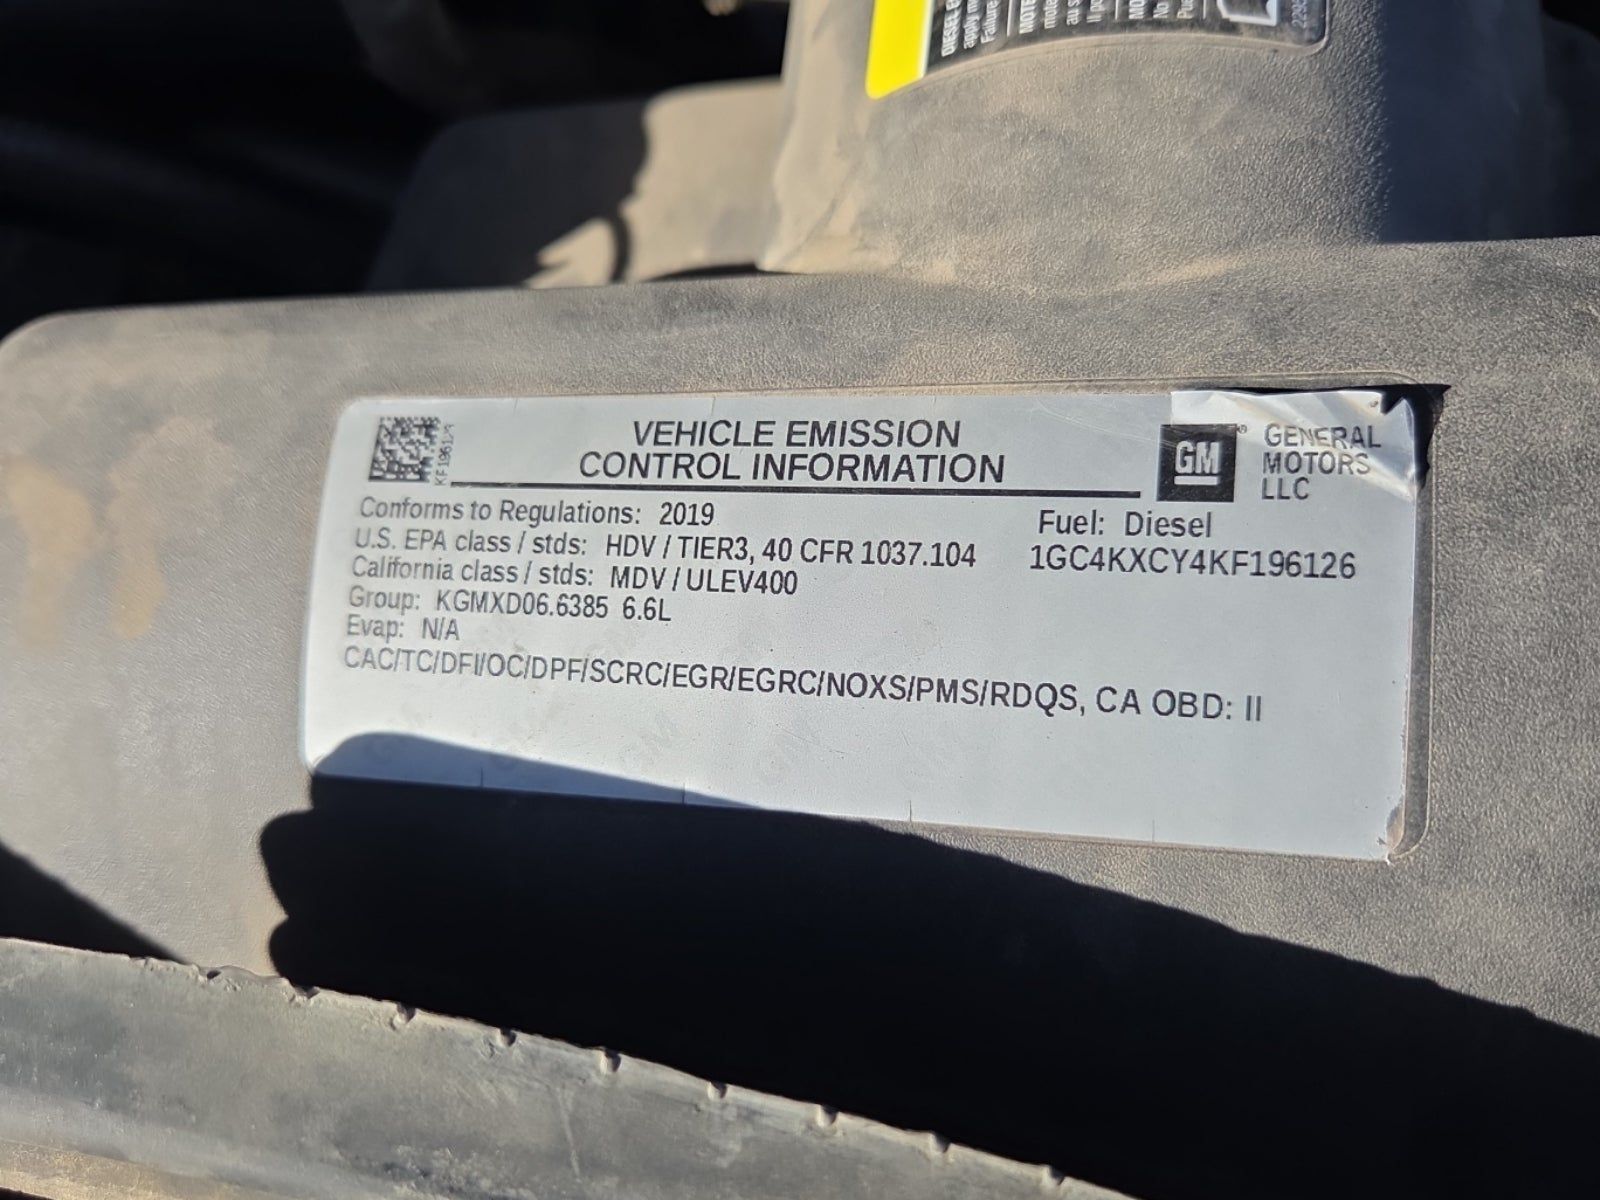 DIESEL
VEHICLE EMISSION
CONTROL INFORMATION
GM
GENERAL
MOTORS
LLC
Conforms to Regulations: 2019
Fuel: Diesel
U.S. EPA class / stds: HDV / TIER3, 40 CFR 1037.104
1GC4KXCY4KF196126
California class / stds: MDV / ULEV400
Group: KGMXD06.6385 6.6L
Evap: N/A
CAC/TC/DFI/OC/DPF/SCRC/EGR/EGRC/NOXS/PMS/RDQS, CA OBD: II